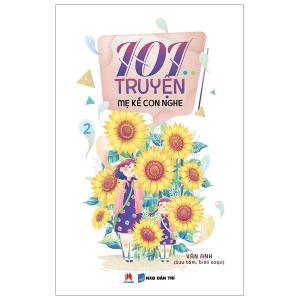 101
TRUYỆN
MẸ KỂ CON NGHE
2
VÂN ANH
(Sưu tầm, biên soạn)
NXB DÂN TRÍ